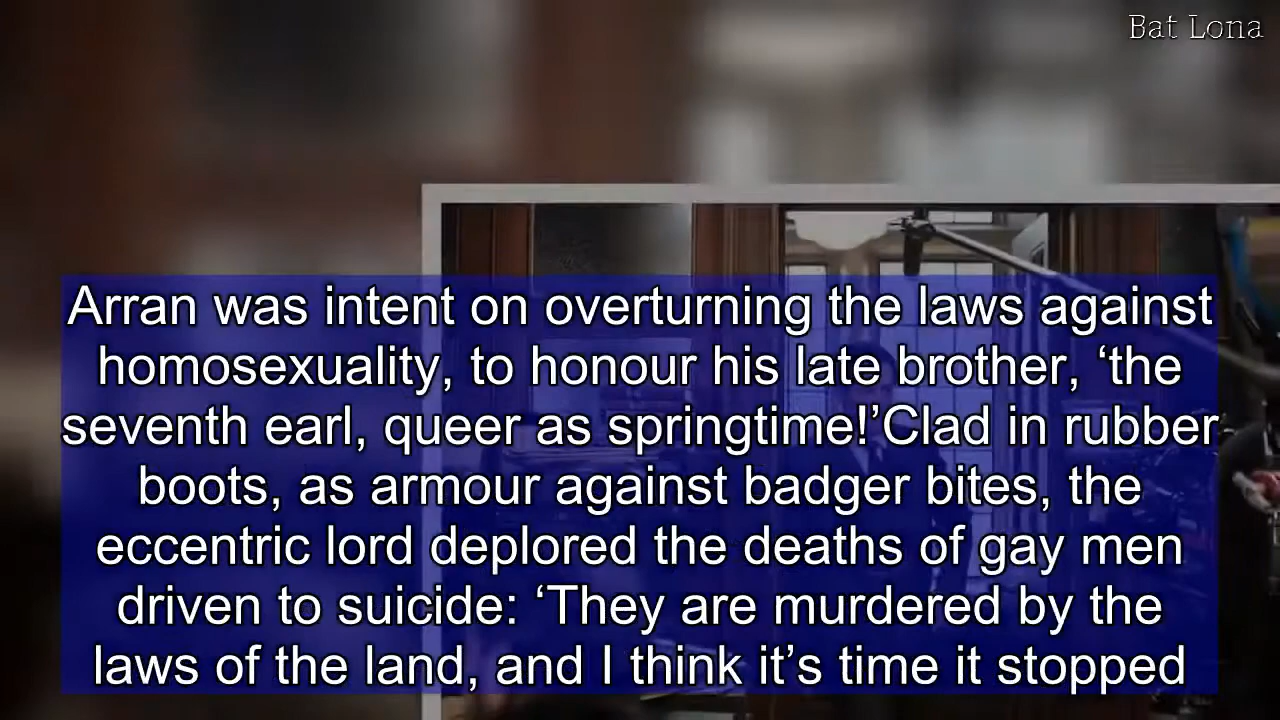 Bat Lona
Arran was intent on overturning the laws against
homosexuality, to honour his late brother, ‘the
seventh earl, queer as springtime!’Clad in rubber
boots, as armour against badger bites, the
eccentric lord deplored the deaths of gay men
driven to suicide: ‘They are murdered by the
laws of the land, and I think it’s time it stopped